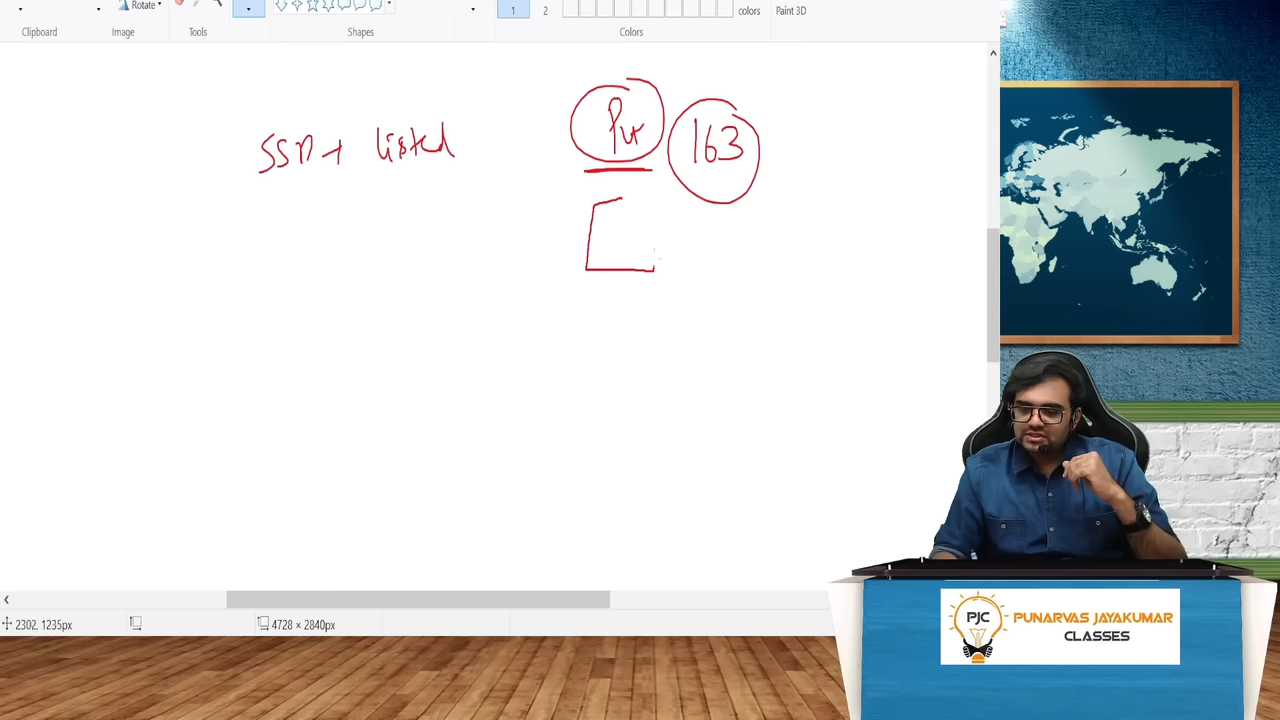 Rotate
1
2
colors
Paint 3D
Clipboard
Image
Tools
Shapes
Colors
listed
Pvt
163
2302, 1235px
4728 × 2840px
PJC
PUNARVAS JAYAKUMAR
CLASSES